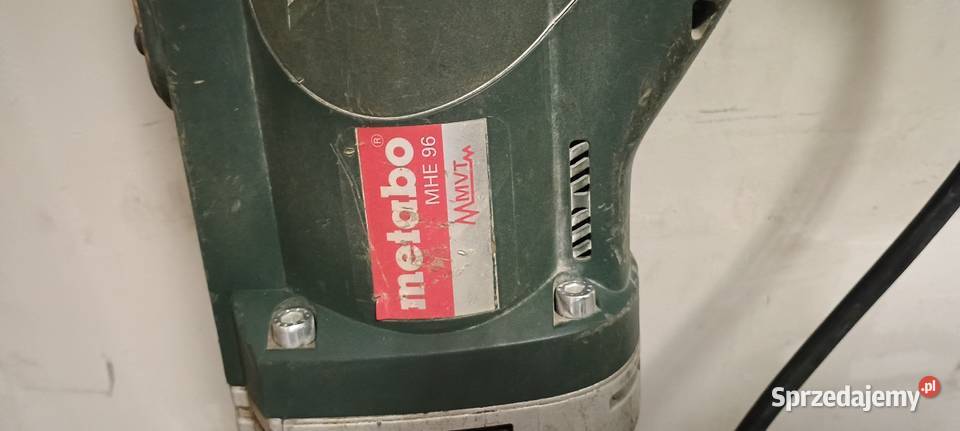 metabo®
MHE 96
MVT
Sprzedajemy.pl